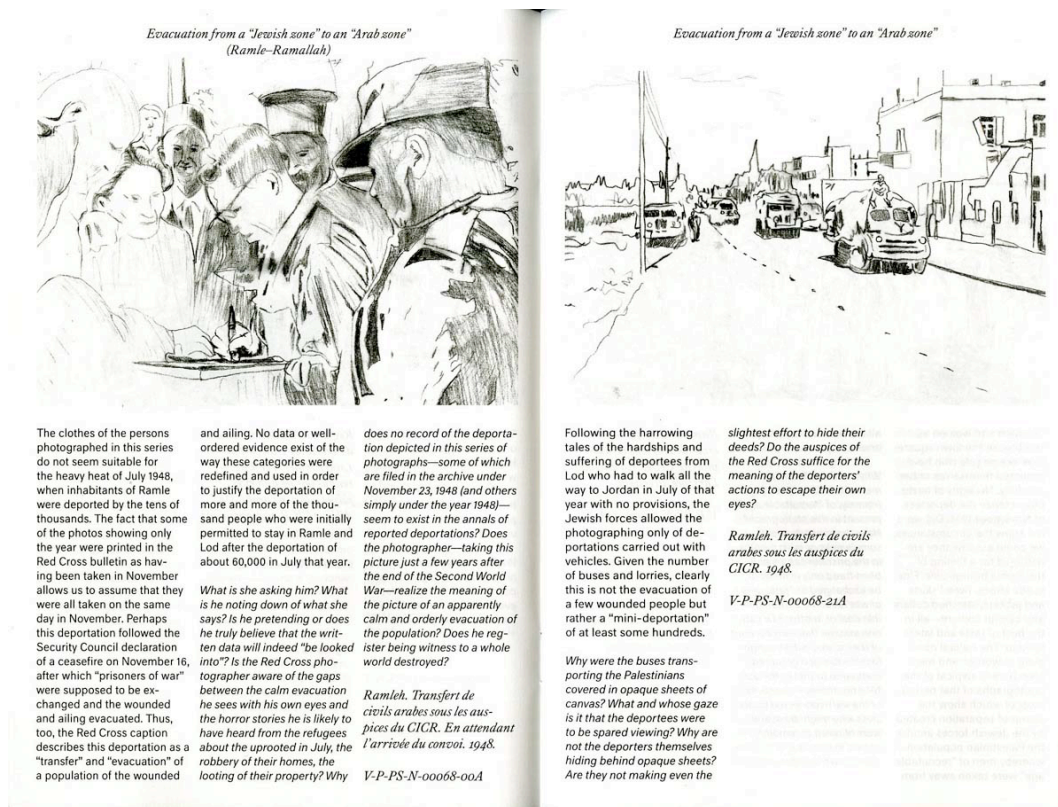 Evacuation from a “Jewish zone” to an “Arab zone”
(Ramle–Ramallah)
The clothes of the persons
photographed in this series
do not seem suitable for
the heavy heat of July 1948,
when inhabitants of Ramle
were deported by the tens of
thousands. The fact that some
of the photos showing only
the year were printed in the
Red Cross bulletin as hav-
ing been taken in November
allows us to assume that they
were all taken on the same
day in November. Perhaps
this deportation followed the
Security Council declaration
of a ceasefire on November 16,
after which “prisoners of war”
were supposed to be ex-
changed and the wounded
and ailing evacuated. Thus,
too, the Red Cross caption
describes this deportation as a
“transfer” and “evacuation” of
a population of the wounded
and ailing. No data or well-
ordered evidence exist of the
way these categories were
redefined and used in order
to justify the deportation of
more and more of the thou-
sand people who were initially
permitted to stay in Ramle and
Lod after the deportation of
about 60,000 in July that year.
What is she asking him? What
is he noting down of what she
says? Is he pretending or does
he truly believe that the writ-
ten data will indeed “be looked
into”? Is the Red Cross pho-
tographer aware of the gaps
between the calm evacuation
he sees with his own eyes and
the horror stories he is likely to
have heard from the refugees
about the uprooted in July, the
robbery of their homes, the
looting of their property? Why
does no record of the deporta-
tion depicted in this series of
photographs—some of which
are filed in the archive under
November 23, 1948 (and others
simply under the year 1948)—
seem to exist in the annals of
reported deportations? Does
the photographer—taking this
picture just a few years after
the end of the Second World
War—realize the meaning of
the picture of an apparently
calm and orderly evacuation of
the population? Does he reg-
ister being witness to a whole
world destroyed?
Ramleh. Transfert de
civils arabes sous les aus-
pices du CICR. En attendant
l’arrivée du convoi. 1948.
V-P-PS-N-00068-00A
Evacuation from a “Jewish zone” to an “Arab zone”
Following the harrowing
tales of the hardships and
suffering of deportees from
Lod who had to walk all the
way to Jordan in July of that
year with no provisions, the
Jewish forces allowed the
photographing only of de-
portations carried out with
vehicles. Given the number
of buses and lorries, clearly
this is not the evacuation of
a few wounded people but
rather a “mini-deportation”
of at least some hundreds.
Why were the buses trans-
porting the Palestinians
covered in opaque sheets of
canvas? What and whose gaze
is it that the deportees were
to be spared viewing? Why are
not the deporters themselves
hiding behind opaque sheets?
Are they not making even the
slightest effort to hide their
deeds? Do the auspices of
the Red Cross suffice for the
meaning of the deporters’
actions to escape their own
eyes?
Ramleh. Transfert de civils
arabes sous les auspices du
CICR. 1948.
V-P-PS-N-00068-21A